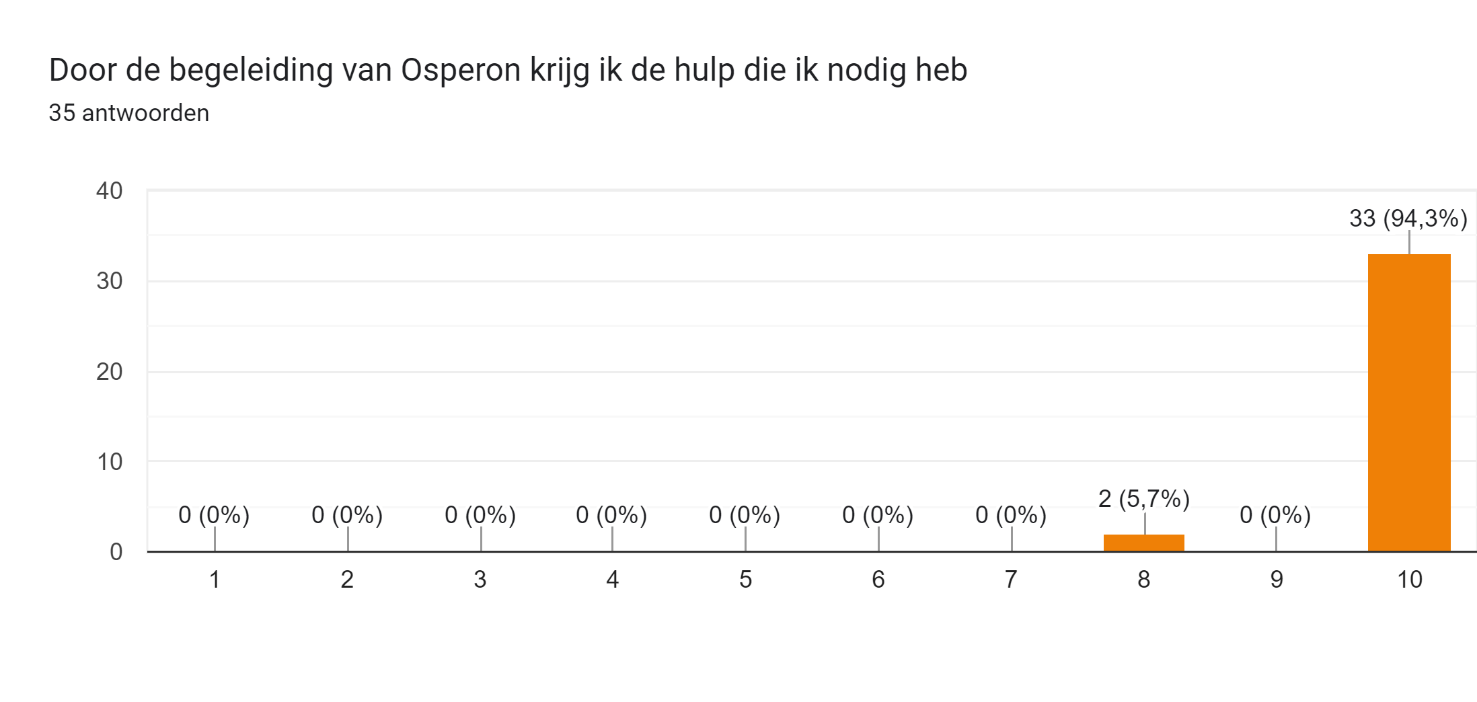 Door de begeleiding van Osperon krijg ik de hulp die ik nodig heb
35 antwoorden
40
33 (94,3%)
30
20
10
2 (5,7%)
0 (0%) 0 (0%) 0 (0%) 0 (0%) 0 (0%) 0 (0%) 0 (0%) 0 (0%)
0
1 2 3 4 5 6 7 8 9 10